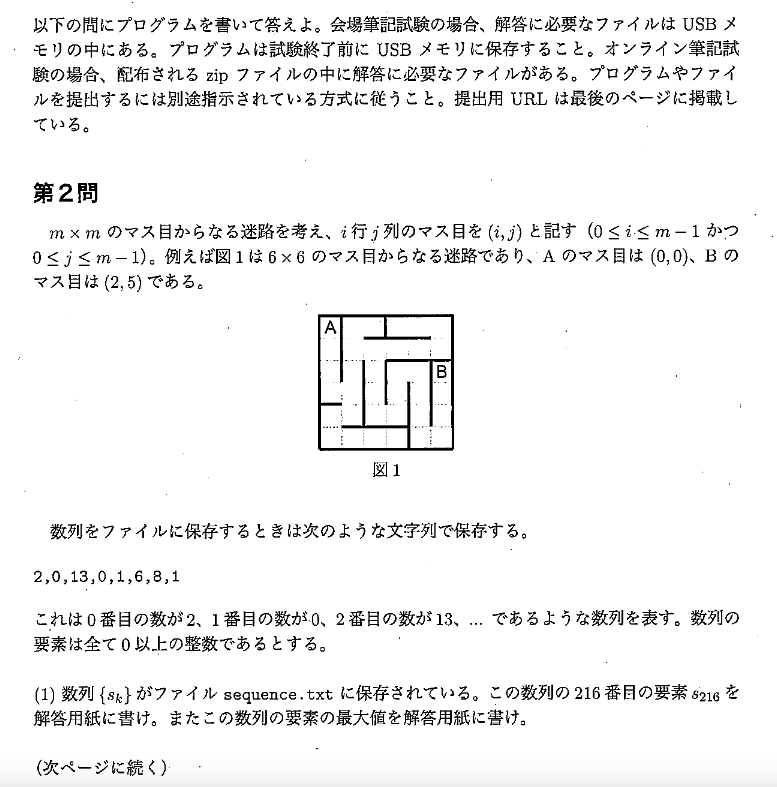 以下の問にプログラムを書いて答えよ。会場筆記試験の場合、解答に必要なファイルは USB メ
モリの中にある。プログラムは試験終了前に USB メモリに保存すること。オンライン筆記試
験の場合、配布される zip ファイルの中に解答に必要なファイルがある。プログラムやファイ
ルを提出するには別途指示されている方式に従うこと。提出用 URL は最後のページに掲載し
ている。
第2問
m × m のマス目からなる迷路を考え、i 行 j 列のマス目を (i, j) と記す（0 ≤ i ≤ m − 1 かつ
0 ≤ j ≤ m − 1）。例えば図 1 は 6 × 6 のマス目からなる迷路であり、A のマス目は (0, 0)、B の
マス目は (2, 5) である。
A
B
図 1
数列をファイルに保存するときは次のような文字列で保存する。
2,0,13,0,1,6,8,1
これは 0 番目の数が 2、1 番目の数が 0、2 番目の数が 13、... であるような数列を表す。数列の
要素は全て 0 以上の整数であるとする。
(1) 数列 {sₖ} がファイル sequence.txt に保存されている。この数列の 216 番目の要素 s₂₁₆ を
解答用紙に書け。またこの数列の要素の最大値を解答用紙に書け。
（次ページに続く）